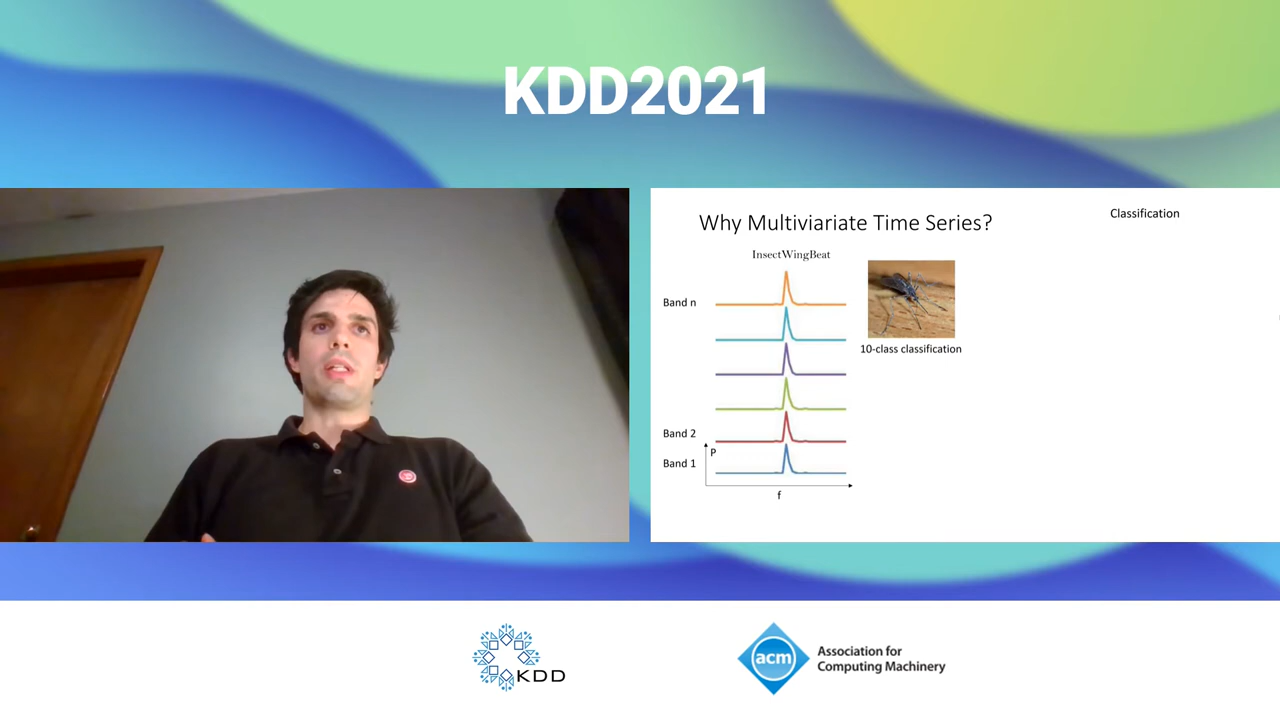 KDD2021
Why Multiviariate Time Series?
Classification
InsectWingBeat
Band n
10-class classification
Band 2
P
Band 1
f
KDD
acm
Association for
Computing Machinery